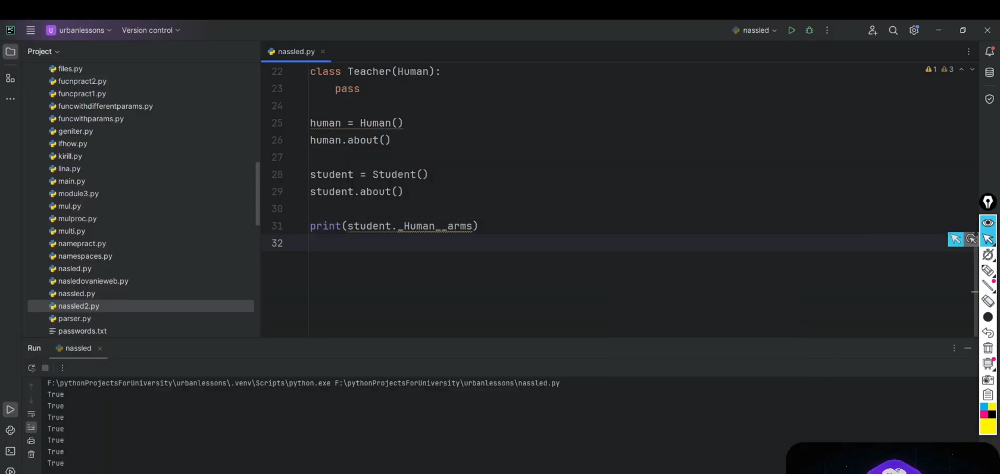 PC
U urbanlessons
Version control
nassled
Project
files.py
fucnpract2.py
funcpract1.py
funcwithdifferentparams.py
funcwithparams.py
geniter.py
ifhow.py
kirill.py
lina.py
main.py
module3.py
mul.py
mulproc.py
multi.py
namepract.py
namespaces.py
nasled.py
nasledovanieweb.py
nassled.py
nassled2.py
parser.py
passwords.txt
nassled.py
1 3
22 class Teacher(Human):
23 pass
24
25 human = Human()
26 human.about()
27
28 student = Student()
29 student.about()
30
31 print(student._Human__arms)
32
Run nassled
F:\pythonProjectsForUniversity\urbanlessons\.venv\Scripts\python.exe F:\pythonProjectsForUniversity\urbanlessons\nassled.py
True
True
True
True
True
True
True